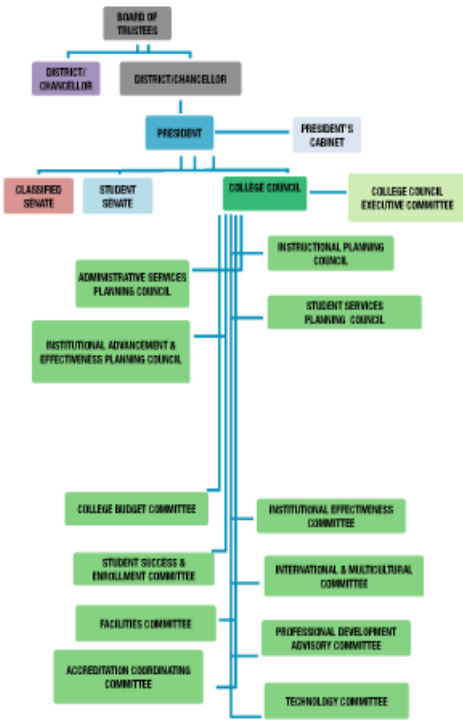 BOARD OF
TRUSTEES
DISTRICT/
CHANCELLOR
DISTRICT/CHANCELLOR
PRESIDENT
PRESIDENT'S
CABINET
CLASSIFIED
SENATE
STUDENT
SENATE
COLLEGE COUNCIL
COLLEGE COUNCIL
EXECUTIVE COMMITTEE
INSTRUCTIONAL PLANNING
COUNCIL
ADMINISTRATIVE SERVICES
PLANNING COUNCIL
STUDENT SERVICES
PLANNING COUNCIL
INSTITUTIONAL ADVANCEMENT &
EFFECTIVENESS PLANNING COUNCIL
COLLEGE BUDGET COMMITTEE
INSTITUTIONAL EFFECTIVENESS
COMMITTEE
STUDENT SUCCESS &
ENROLLMENT COMMITTEE
INTERNATIONAL & MULTICULTURAL
COMMITTEE
FACILITIES COMMITTEE
PROFESSIONAL DEVELOPMENT
ADVISORY COMMITTEE
ACCREDITATION COORDINATING
COMMITTEE
TECHNOLOGY COMMITTEE